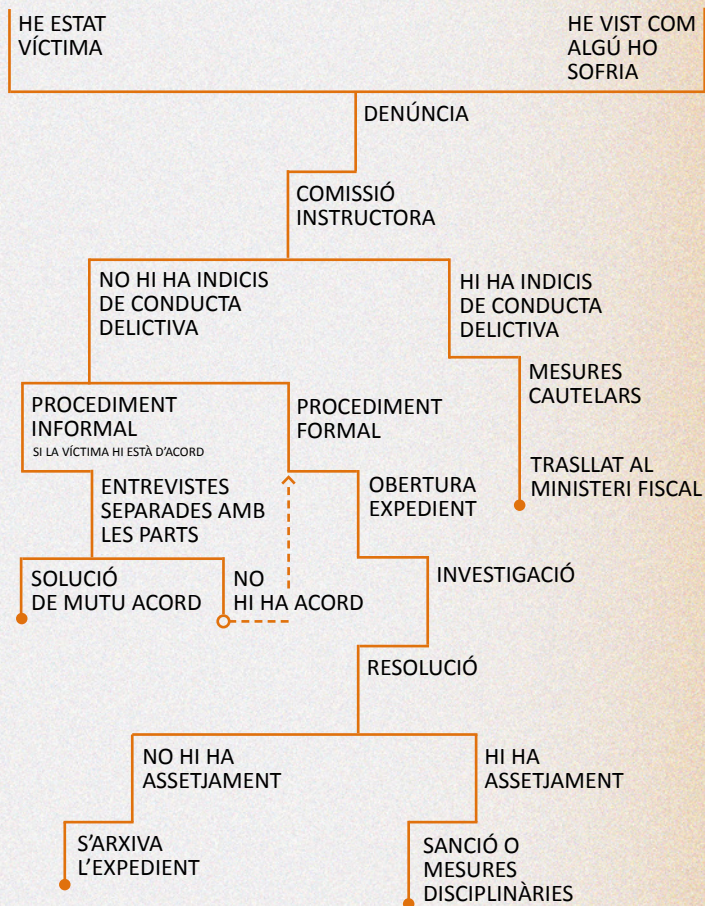 HE ESTAT
VÍCTIMA
HE VIST COM
ALGÚ HO
SOFRIA
DENÚNCIA
COMISSIÓ
INSTRUCTORA
NO HI HA INDICIS
DE CONDUCTA
DELICTIVA
HI HA INDICIS
DE CONDUCTA
DELICTIVA
MESURES
CAUTELARS
TRASLLAT AL
MINISTERI FISCAL
PROCEDIMENT
INFORMAL
SI LA VÍCTIMA HI ESTÀ D'ACORD
PROCEDIMENT
FORMAL
ENTREVISTES
SEPARADES AMB
LES PARTS
OBERTURA
EXPEDIENT
SOLUCIÓ
DE MUTU ACORD
NO
HI HA ACORD
INVESTIGACIÓ
RESOLUCIÓ
NO HI HA
ASSETJAMENT
HI HA
ASSETJAMENT
S'ARXIVA
L'EXPEDIENT
SANCIÓ O
MESURES
DISCIPLINÀRIES